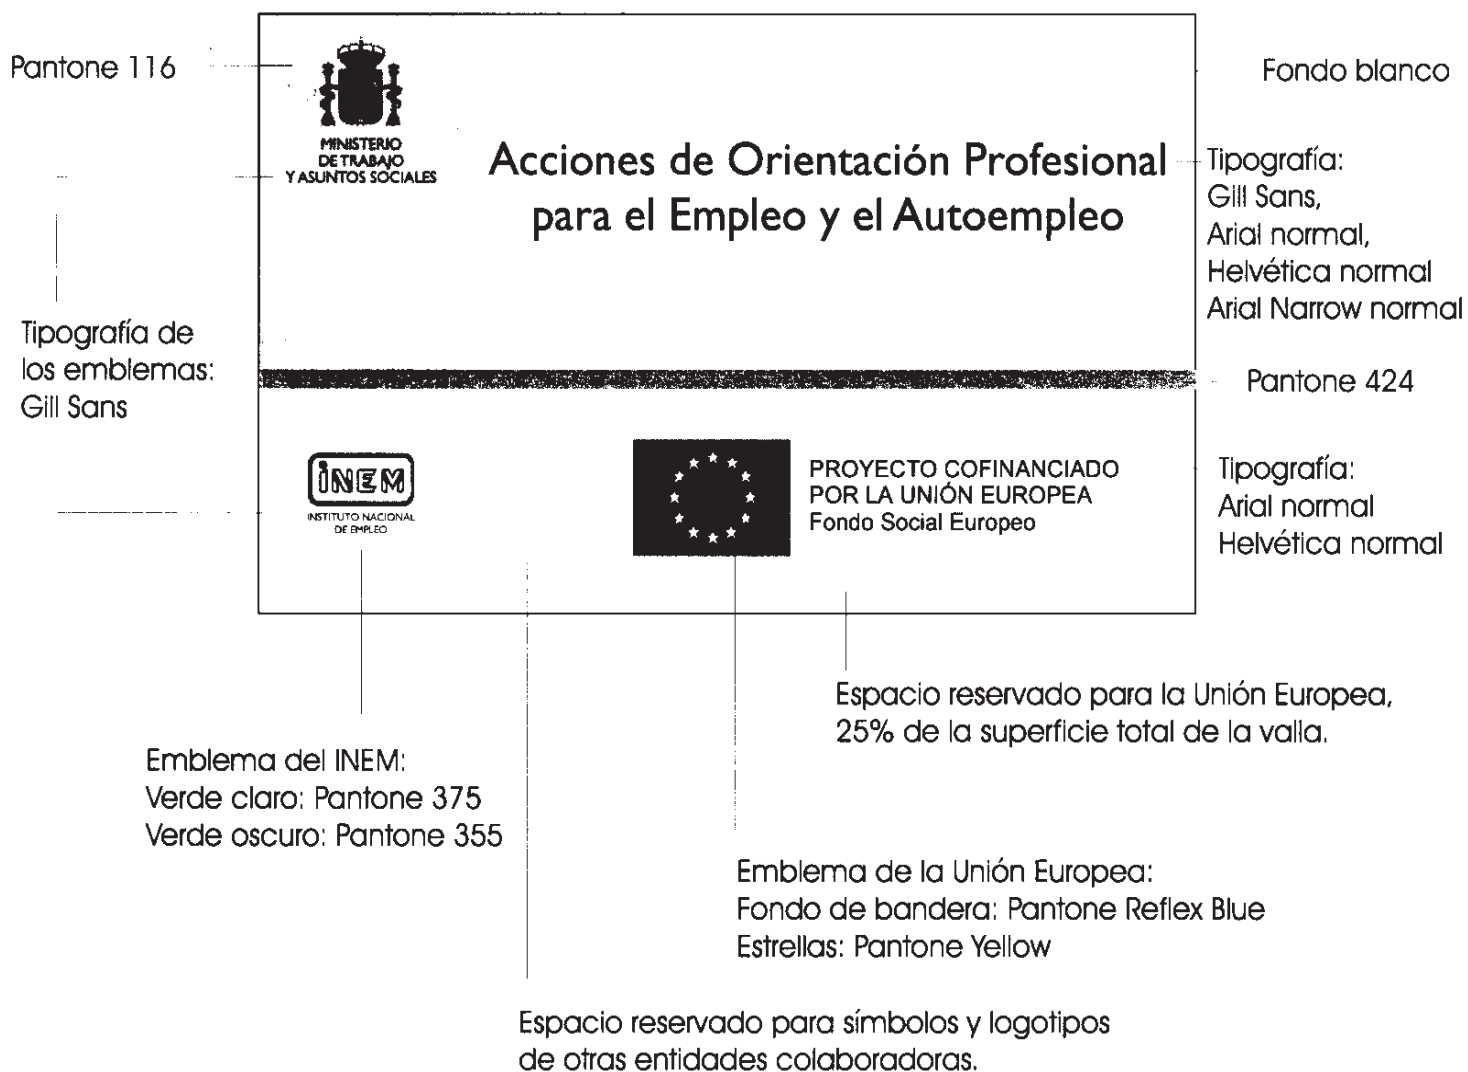 Pantone 116
Fondo blanco
MINISTERIO
DE TRABAJO
Y ASUNTOS SOCIALES
Acciones de Orientación Profesional
para el Empleo y el Autoempleo
Tipografía:
Gill Sans,
Arial normal,
Helvética normal
Arial Narrow normal
Tipografía de
los emblemas:
Gill Sans
Pantone 424
iNEM
INSTITUTO NACIONAL
DE EMPLEO
PROYECTO COFINANCIADO
POR LA UNIÓN EUROPEA
Fondo Social Europeo
Tipografía:
Arial normal
Helvética normal
Espacio reservado para la Unión Europea,
25% de la superficie total de la valla.
Emblema del INEM:
Verde claro: Pantone 375
Verde oscuro: Pantone 355
Emblema de la Unión Europea:
Fondo de bandera: Pantone Reflex Blue
Estrellas: Pantone Yellow
Espacio reservado para símbolos y logotipos
de otras entidades colaboradoras.